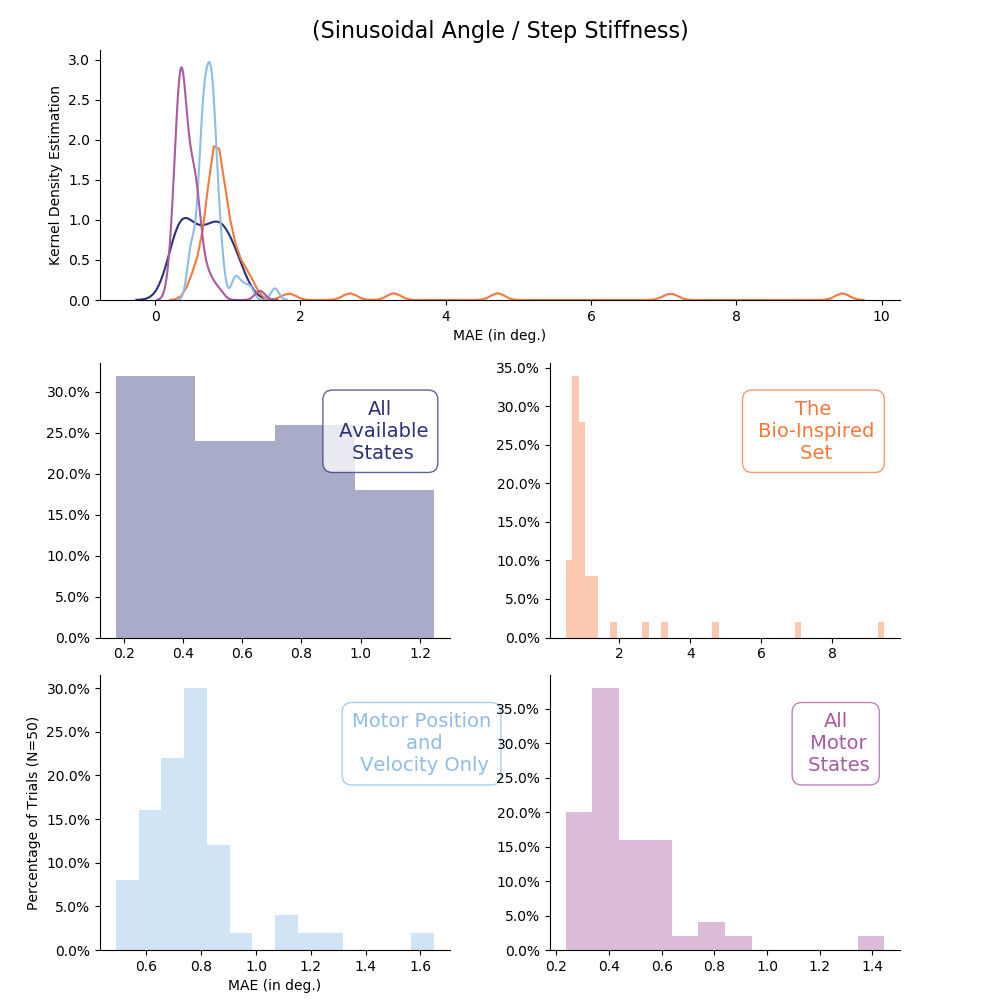 (Sinusoidal Angle / Step Stiffness)
Kernel Density Estimation
3.0
2.5
2.0
1.5
1.0
0.5
0.0
0 2 4 6 8 10
MAE (in deg.)
30.0%
25.0%
20.0%
15.0%
10.0%
5.0%
0.0%
All
Available
States
0.2 0.4 0.6 0.8 1.0 1.2
35.0%
30.0%
25.0%
20.0%
15.0%
10.0%
5.0%
0.0%
The
Bio-Inspired
Set
2 4 6 8
Percentage of Trials (N=50)
30.0%
25.0%
20.0%
15.0%
10.0%
5.0%
0.0%
Motor Position
and
Velocity Only
0.6 0.8 1.0 1.2 1.4 1.6
MAE (in deg.)
35.0%
30.0%
25.0%
20.0%
15.0%
10.0%
5.0%
0.0%
All
Motor
States
0.2 0.4 0.6 0.8 1.0 1.2 1.4